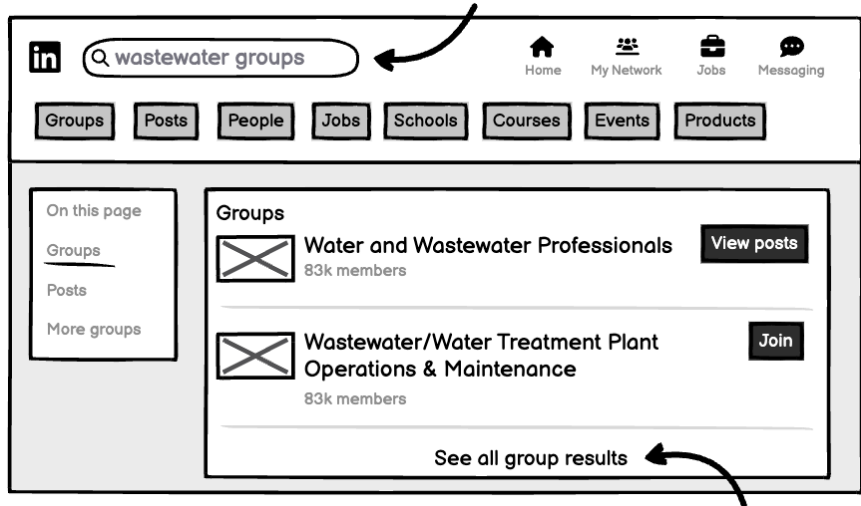 in
wastewater groups
Home My Network Jobs Messaging
Groups Posts People Jobs Schools Courses Events Products
On this page
Groups
Posts
More groups
Groups
Water and Wastewater Professionals
83k members
View posts
Wastewater/Water Treatment Plant
Operations & Maintenance
83k members
Join
See all group results